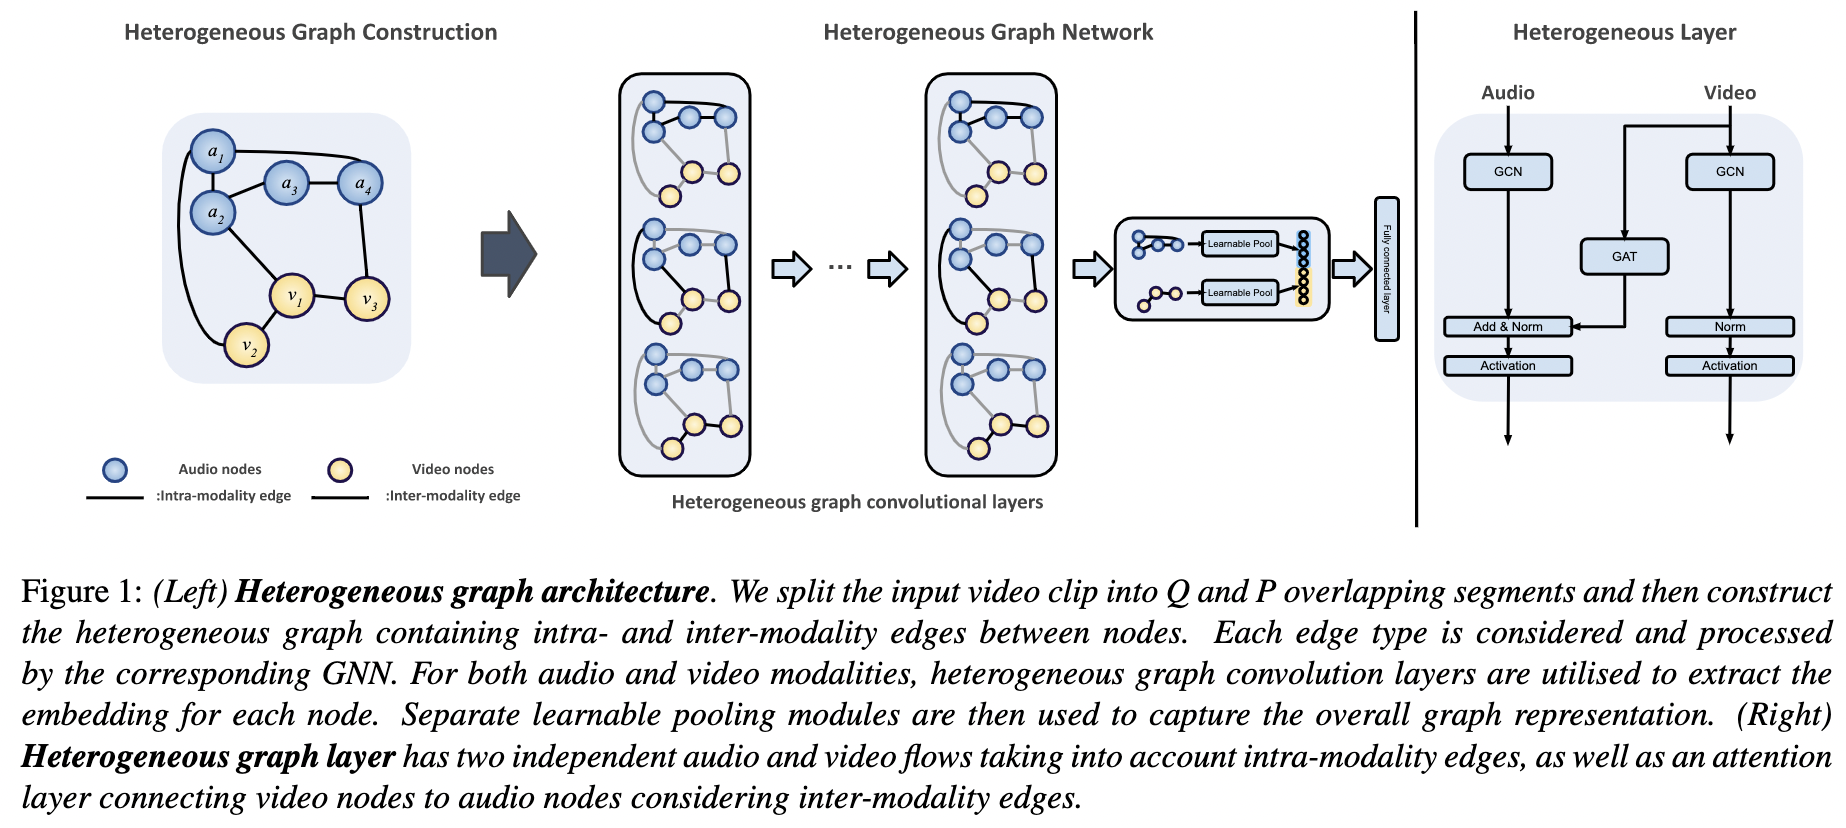 Heterogeneous Graph Construction
a1
a2
a3
a4
v1
v2
v3
Audio nodes
Video nodes
:Intra-modality edge
:Inter-modality edge
Heterogeneous Graph Network
...
Learnable Pool
Learnable Pool
Fully connected layer
Heterogeneous graph convolutional layers
Heterogeneous Layer
Audio
Video
GCN
GCN
GAT
Add & Norm
Norm
Activation
Activation
Figure 1: (Left) Heterogeneous graph architecture. We split the input video clip into Q and P overlapping segments and then construct
the heterogeneous graph containing intra- and inter-modality edges between nodes. Each edge type is considered and processed
by the corresponding GNN. For both audio and video modalities, heterogeneous graph convolution layers are utilised to extract the
embedding for each node. Separate learnable pooling modules are then used to capture the overall graph representation. (Right)
Heterogeneous graph layer has two independent audio and video flows taking into account intra-modality edges, as well as an attention
layer connecting video nodes to audio nodes considering inter-modality edges.